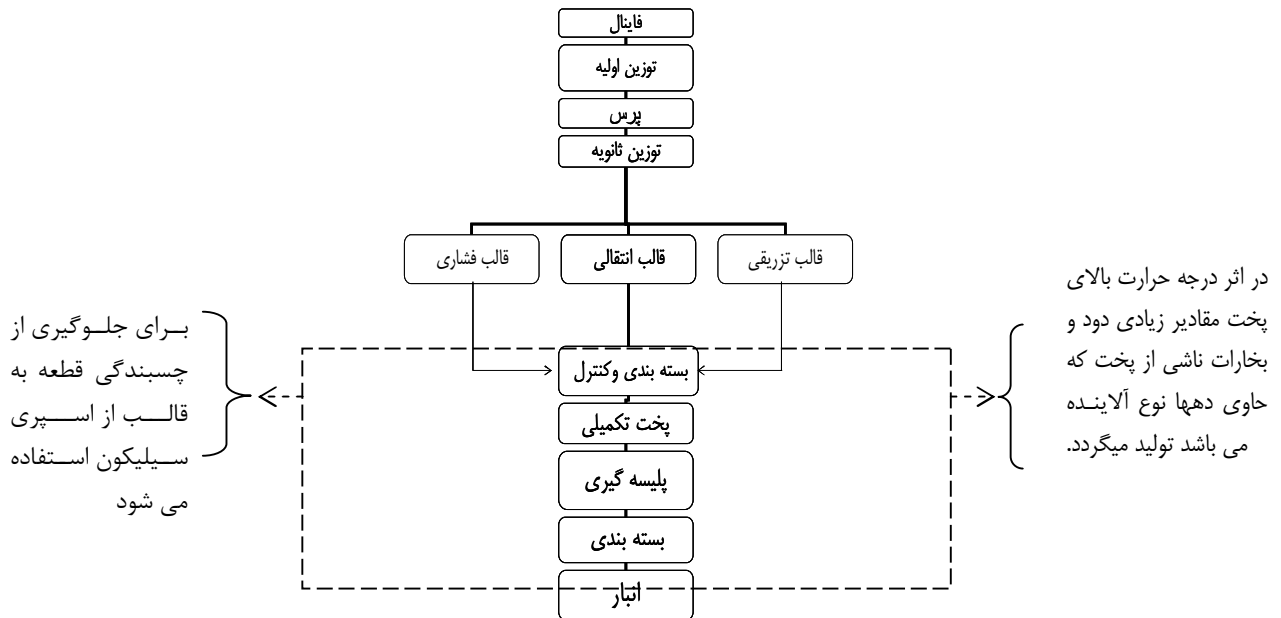 فاینال
توزین اولیه
پرس
توزین ثانویه
قالب تزریقی
قالب انتقالی
قالب فشاری
در اثر درجه حرارت بالای
پخت مقادیر زیادی دود و
بخارات ناشی از پخت که
حاوی دهها نوع آلاینده
می باشد تولید میگردد.
برای جلوگیری از
چسبندگی قطعه به
قالب از اسپری
سیلیکون استفاده
می شود
بسته بندی وکنترل
پخت تکمیلی
پلیسه گیری
بسته بندی
انبار